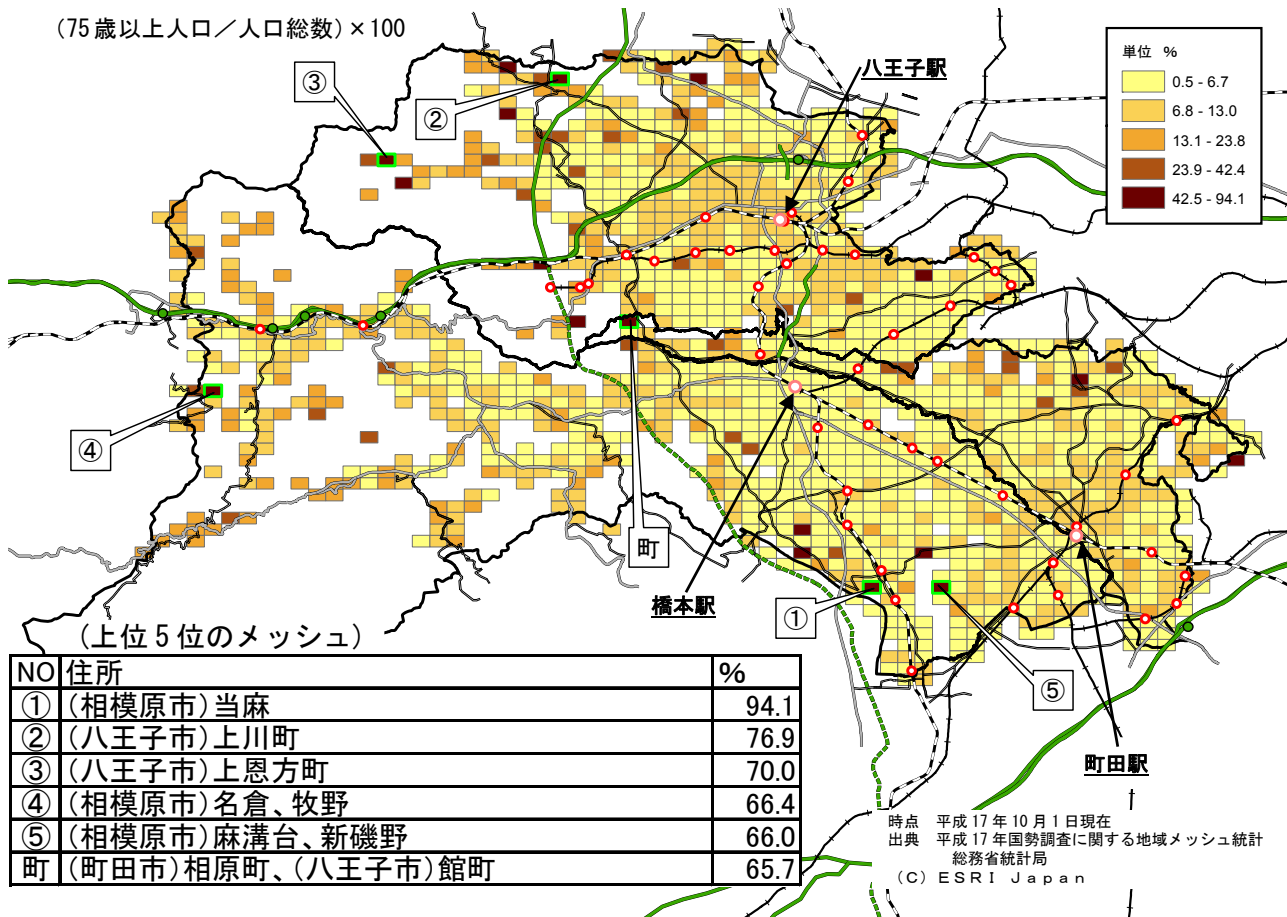 (75歳以上人口／人口総数)×100
単位 %
0.5 - 6.7
6.8 - 13.0
13.1 - 23.8
23.9 - 42.4
42.5 - 94.1
八王子駅
③
②
④
町
橋本駅
①
⑤
町田駅
(上位5位のメッシュ)
NO 住所 %
① (相模原市)当麻 94.1
② (八王子市)上川町 76.9
③ (八王子市)上恩方町 70.0
④ (相模原市)名倉、牧野 66.4
⑤ (相模原市)麻溝台、新磯野 66.0
町 (町田市)相原町、(八王子市)館町 65.7
時点 平成17年10月1日現在
出典 平成17年国勢調査に関する地域メッシュ統計
総務省統計局
(C) ESRI Japan